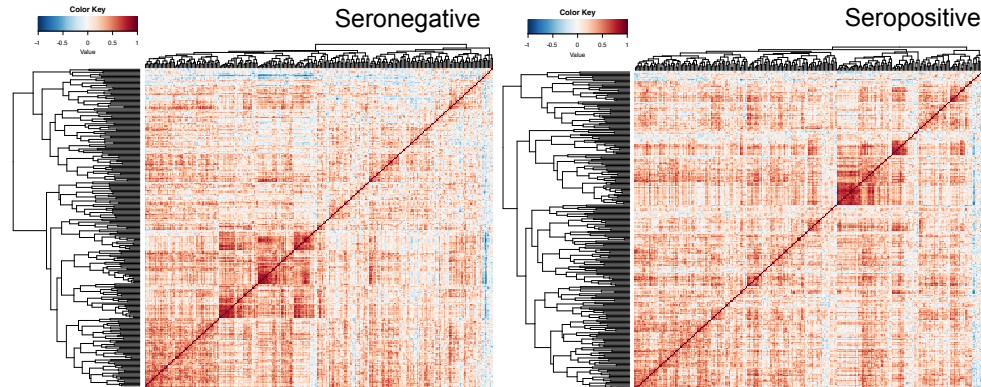 Color Key
-1 -0.5 0 0.5 1
Value
Seronegative
Color Key
-1 -0.5 0 0.5 1
Value
Seropositive